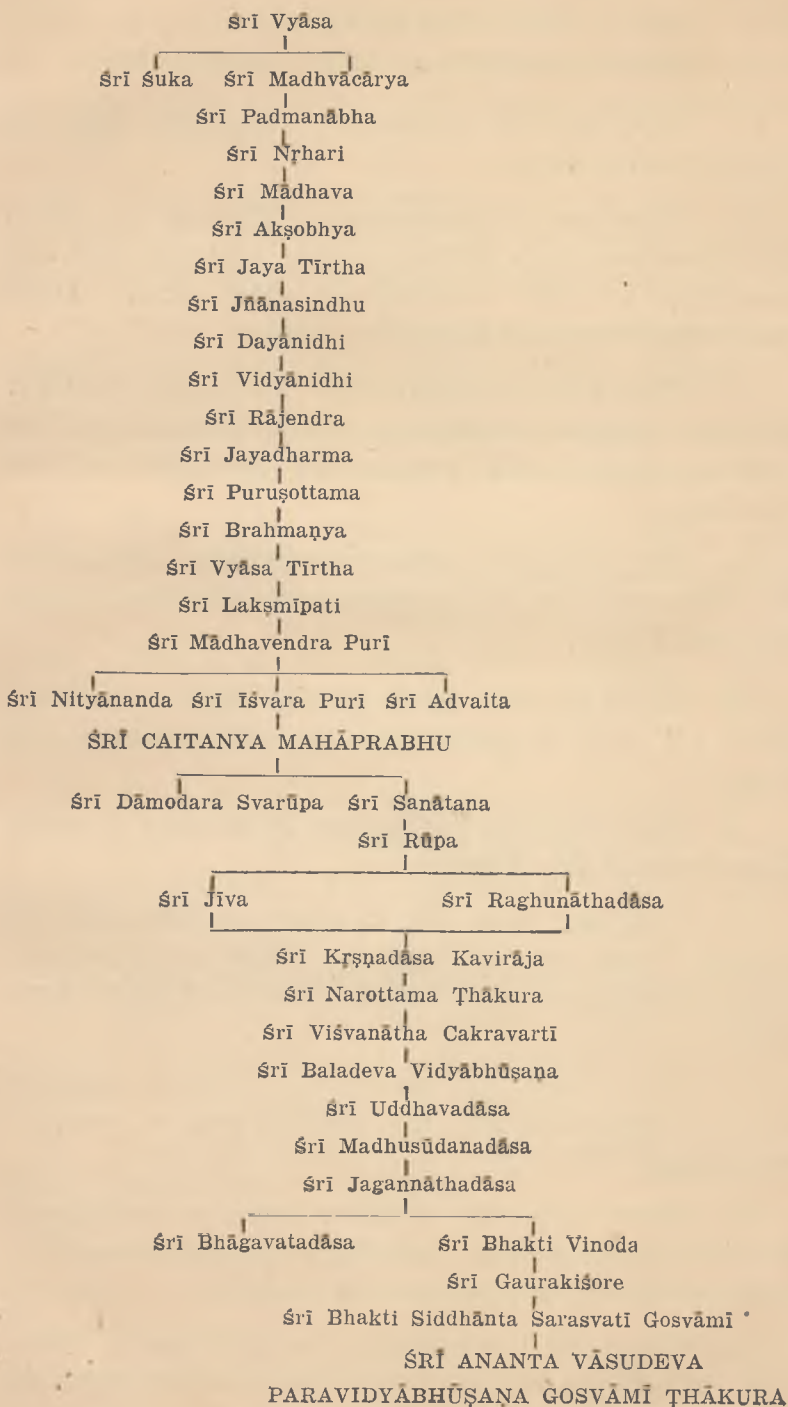 Śrī Vyāsa
Śrī Śuka Śrī Madhvācārya
Śrī Padmanābha
Śrī Nṛhari
Śrī Mādhava
Śrī Akṣobhya
Śrī Jaya Tīrtha
Śrī Jñānasindhu
Śrī Dayānidhi
Śrī Vidyānidhi
Śrī Rājendra
Śrī Jayadharma
Śrī Puruṣottama
Śrī Brahmaṇya
Śrī Vyāsa Tīrtha
Śrī Lakṣmīpati
Śrī Mādhavendra Purī
Śrī Nityānanda Śrī Īśvara Purī Śrī Advaita
ŚRĪ CAITANYA MAHĀPRABHU
Śrī Dāmodara Svarūpa Śrī Sanātana
Śrī Rūpa
Śrī Jīva Śrī Raghunāthadāsa
Śrī Kṛṣṇadāsa Kavirāja
Śrī Narottama Ṭhākura
Śrī Viśvanātha Cakravartī
Śrī Baladeva Vidyābhūṣaṇa
Śrī Uddhavadāsa
Śrī Madhusūdanadāsa
Śrī Jagannāthadāsa
Śrī Bhāgavatadāsa Śrī Bhakti Vinoda
Śrī Gaurakiśore
Śrī Bhakti Siddhānta Sarasvatī Gosvāmī
ŚRĪ ANANTA VĀSUDEVA
PARAVIDYĀBHŪṢAṆA GOSVĀMĪ ṬHĀKURA